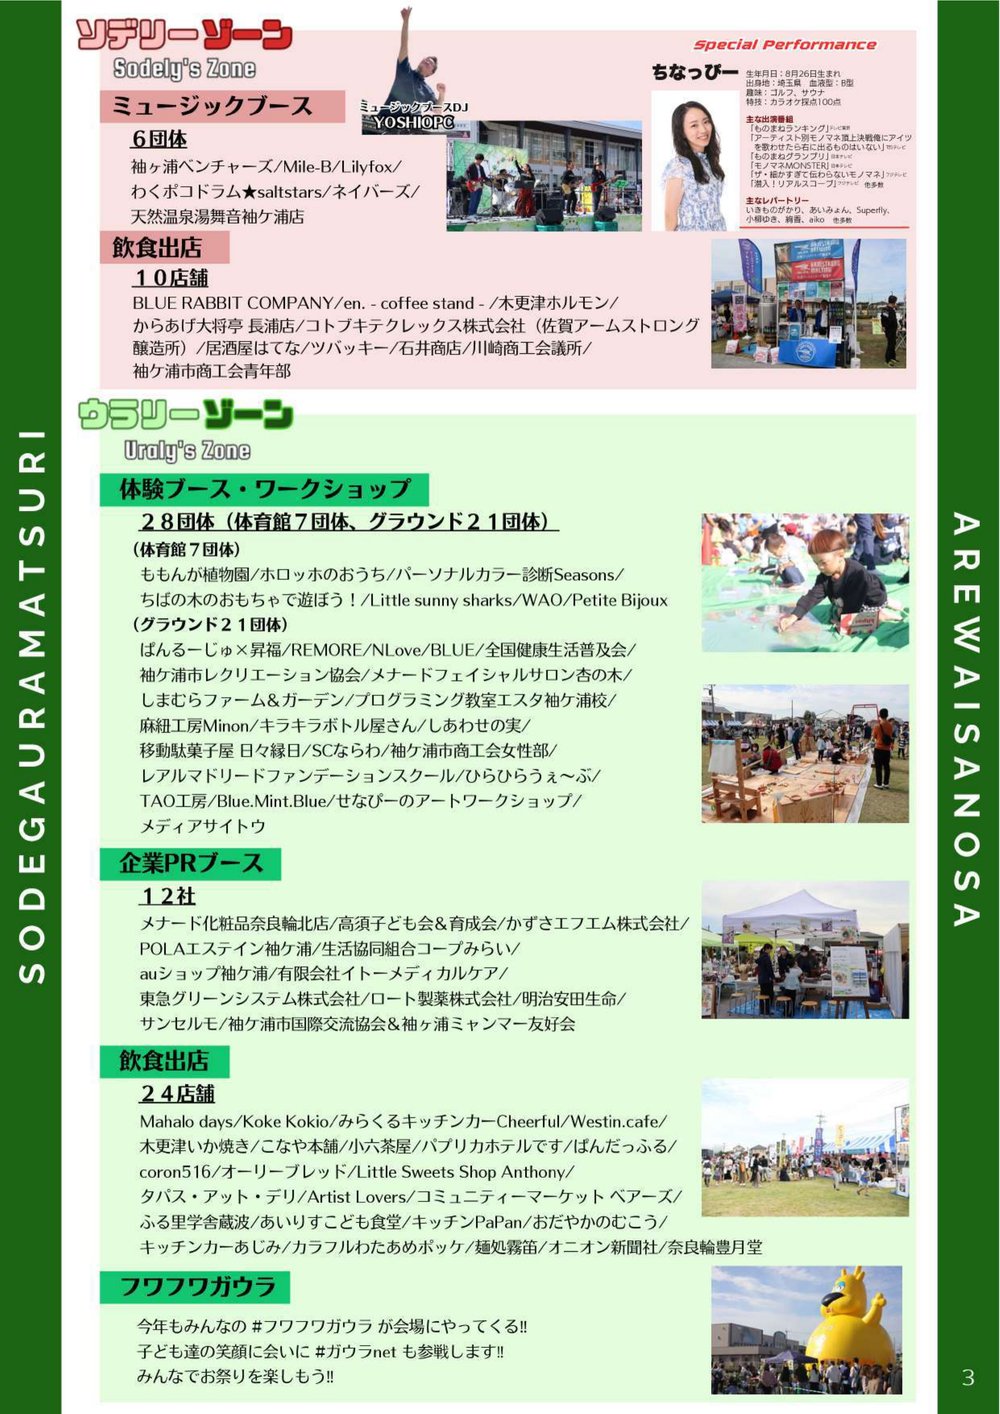 ソデリーゾーン
Sodely's Zone
ミュージックブース
6団体
袖ヶ浦ベンチャーズ/Mile-B/Lilyfox/
わくポコドラム★saltstars/ネイバーズ/
天然温泉湯舞音袖ケ浦店
ミュージックブースDJ
YOSHIOPC
Special Performance
ちなっぴー
生年月日：8月26日生まれ
出身地：埼玉県 血液型：B型
趣味：ゴルフ、サウナ
特技：カラオケ採点100点
主な出演番組
「ものまねランキング」テレビ東京
「アーティスト別モノマネ頂上決戦俺にアイツ
を歌わせたら右に出るものはいない」
「ものまねグランプリ」日本テレビ
「モノマネMONSTER」日本テレビ
「ザ・細かすぎて伝わらないモノマネ」フジテレビ
「潜入！リアルスコープ」フジテレビ 他多数
主なレパートリー
いきものがかり、あいみょん、Superfly、
小柳ゆき、絢香、aiko 他多数
飲食出店
１０店舗
BLUE RABBIT COMPANY/en. - coffee stand - /木更津ホルモン/
からあげ大将亭 長浦店/コトブキテクレックス株式会社（佐賀アームストロング
醸造所）/居酒屋はてな/ツバッキー/石井商店/川崎商工会議所/
袖ケ浦市商工会青年部
ウラリーゾーン
Uraly's Zone
体験ブース・ワークショップ
２８団体（体育館７団体、グラウンド２１団体）
（体育館７団体）
ももんが植物園/ホロッホのおうち/パーソナルカラー診断Seasons/
ちばの木のおもちゃで遊ぼう！/Little sunny sharks/WAO/Petite Bijoux
（グラウンド２１団体）
ぱんるーじゅ×昇福/REMORE/NLove/BLUE/全国健康生活普及会/
袖ケ浦市レクリエーション協会/メナードフェイシャルサロン杏の木/
しまむらファーム＆ガーデン/プログラミング教室エスタ袖ケ浦校/
麻紐工房Minon/キラキラボトル屋さん/しあわせの実/
移動駄菓子屋 日々縁日/SCならわ/袖ケ浦市商工会女性部/
レアルマドリードファンデーションスクール/ひらひらうぇ～ぶ/
TAO工房/Blue.Mint.Blue/せなぴーのアートワークショップ/
メディアサイトウ
企業PRブース
１２社
メナード化粧品奈良輪北店/高須子ども会＆育成会/かずさエフエム株式会社/
POLAエステイン袖ケ浦/生活協同組合コープみらい/
auショップ袖ケ浦/有限会社イトーメディカルケア/
東急グリーンシステム株式会社/ロート製薬株式会社/明治安田生命/
サンセルモ/袖ケ浦市国際交流協会＆袖ヶ浦ミャンマー友好会
飲食出店
２４店舗
Mahalo days/Koke Kokio/みらくるキッチンカーCheerful/Westin.cafe/
木更津いか焼き/こなや本舗/小六茶屋/パプリカホテルです/ぱんだっふる/
coron516/オーリーブレッド/Little Sweets Shop Anthony/
タパス・アット・デリ/Artist Lovers/コミュニティーマーケット ベアーズ/
ふる里学舎蔵波/あいりすこども食堂/キッチンPaPan/おだやかのむこう/
キッチンカーあじみ/カラフルわたあめポッケ/麺処霧笛/オニオン新聞社/奈良輪豊月堂
フワフワガウラ
今年もみんなの #フワフワガウラ が会場にやってくる!!
子ども達の笑顔に会いに #ガウラnet も参戦します!!
みんなでお祭りを楽しもう!!
SODEGAURAMATSURI
AREWAISANOSA
3